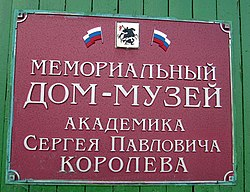 МЕМОРИАЛЬНЫЙ
ДОМ-МУЗЕЙ
АКАДЕМИКА
СЕРГЕЯ ПАВЛОВИЧА
КОРОЛЕВА